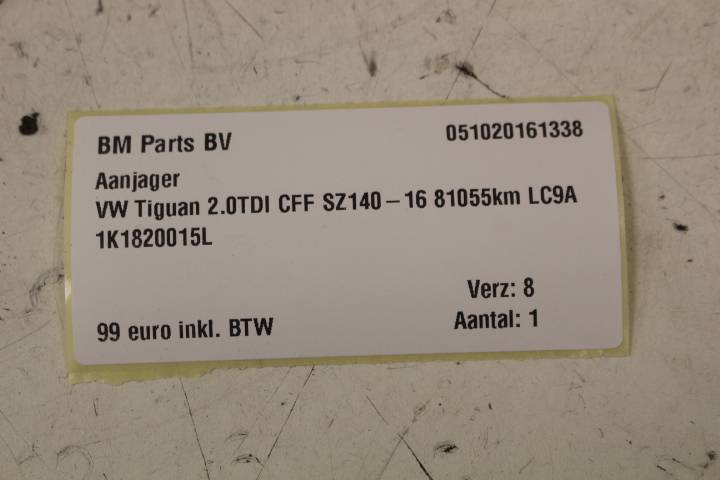 BM Parts BV 051020161338
Aanjager
VW Tiguan 2.0TDI CFF SZ140 – 16 81055km LC9A
1K1820015L
Verz: 8
99 euro inkl. BTW Aantal: 1